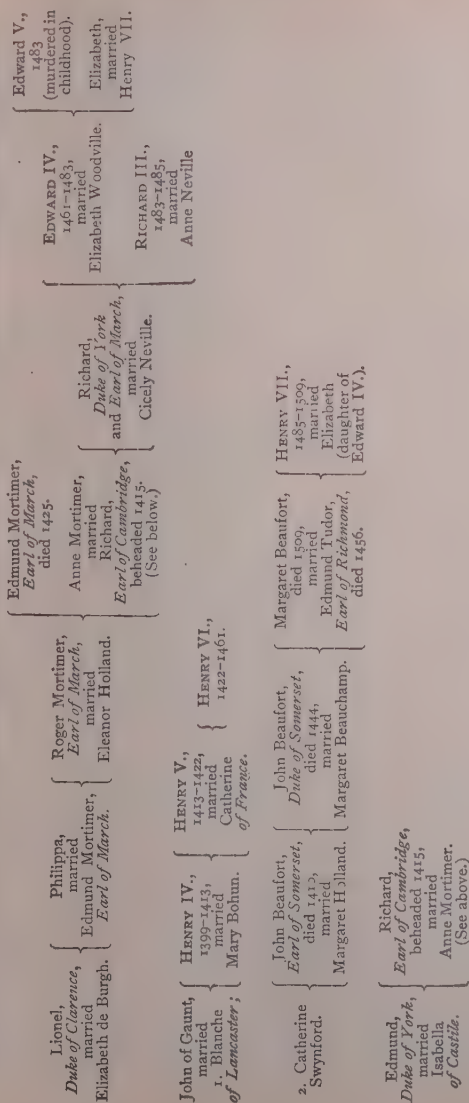 Lionel,
Duke of Clarence,
married
Elizabeth de Burgh.
Philippa,
married
Edmund Mortimer,
Earl of March.
Roger Mortimer,
Earl of March,
married
Eleanor Holland.
Edmund Mortimer,
Earl of March,
died 1425.
Anne Mortimer,
married
Richard,
Earl of Cambridge,
beheaded 1415.
(See below.)
Richard,
Duke of York
and Earl of March,
married
Cicely Neville.
EDWARD IV.,
1461–1483,
married
Elizabeth Woodville.
RICHARD III.,
1483–1485,
married
Anne Neville
Edward V.,
1483
(murdered in
childhood).
Elizabeth,
married
Henry VII.
John of Gaunt,
married
1. Blanche
of Lancaster;
HENRY IV.,
1399–1413,
married
Mary Bohun.
HENRY V.,
1413–1422,
married
Catherine
of France.
HENRY VI.,
1422–1461.
2. Catherine
Swynford.
John Beaufort,
Earl of Somerset,
died 1410,
married
Margaret Holland.
John Beaufort,
Duke of Somerset,
died 1444,
married
Margaret Beauchamp.
Margaret Beaufort,
died 1509,
married
Edmund Tudor,
Earl of Richmond,
died 1456.
HENRY VII.,
1485–1509,
married
Elizabeth
(daughter of
Edward IV.).
Edmund,
Duke of York,
married
Isabella
of Castile.
Richard,
Earl of Cambridge,
beheaded 1415,
married
Anne Mortimer.
(See above.)